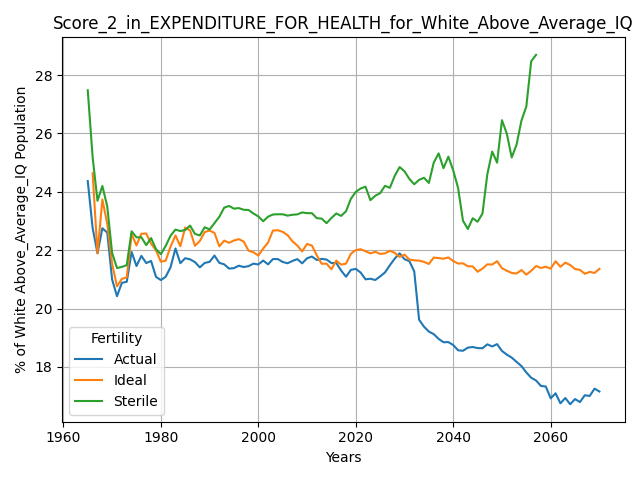 Score_2_in_EXPENDITURE_FOR_HEALTH_for_White_Above_Average_IQ
% of White Above_Average_IQ Population
28
26
24
22
20
18
Fertility
Actual
Ideal
Sterile
1960 1980 2000 2020 2040 2060
Years